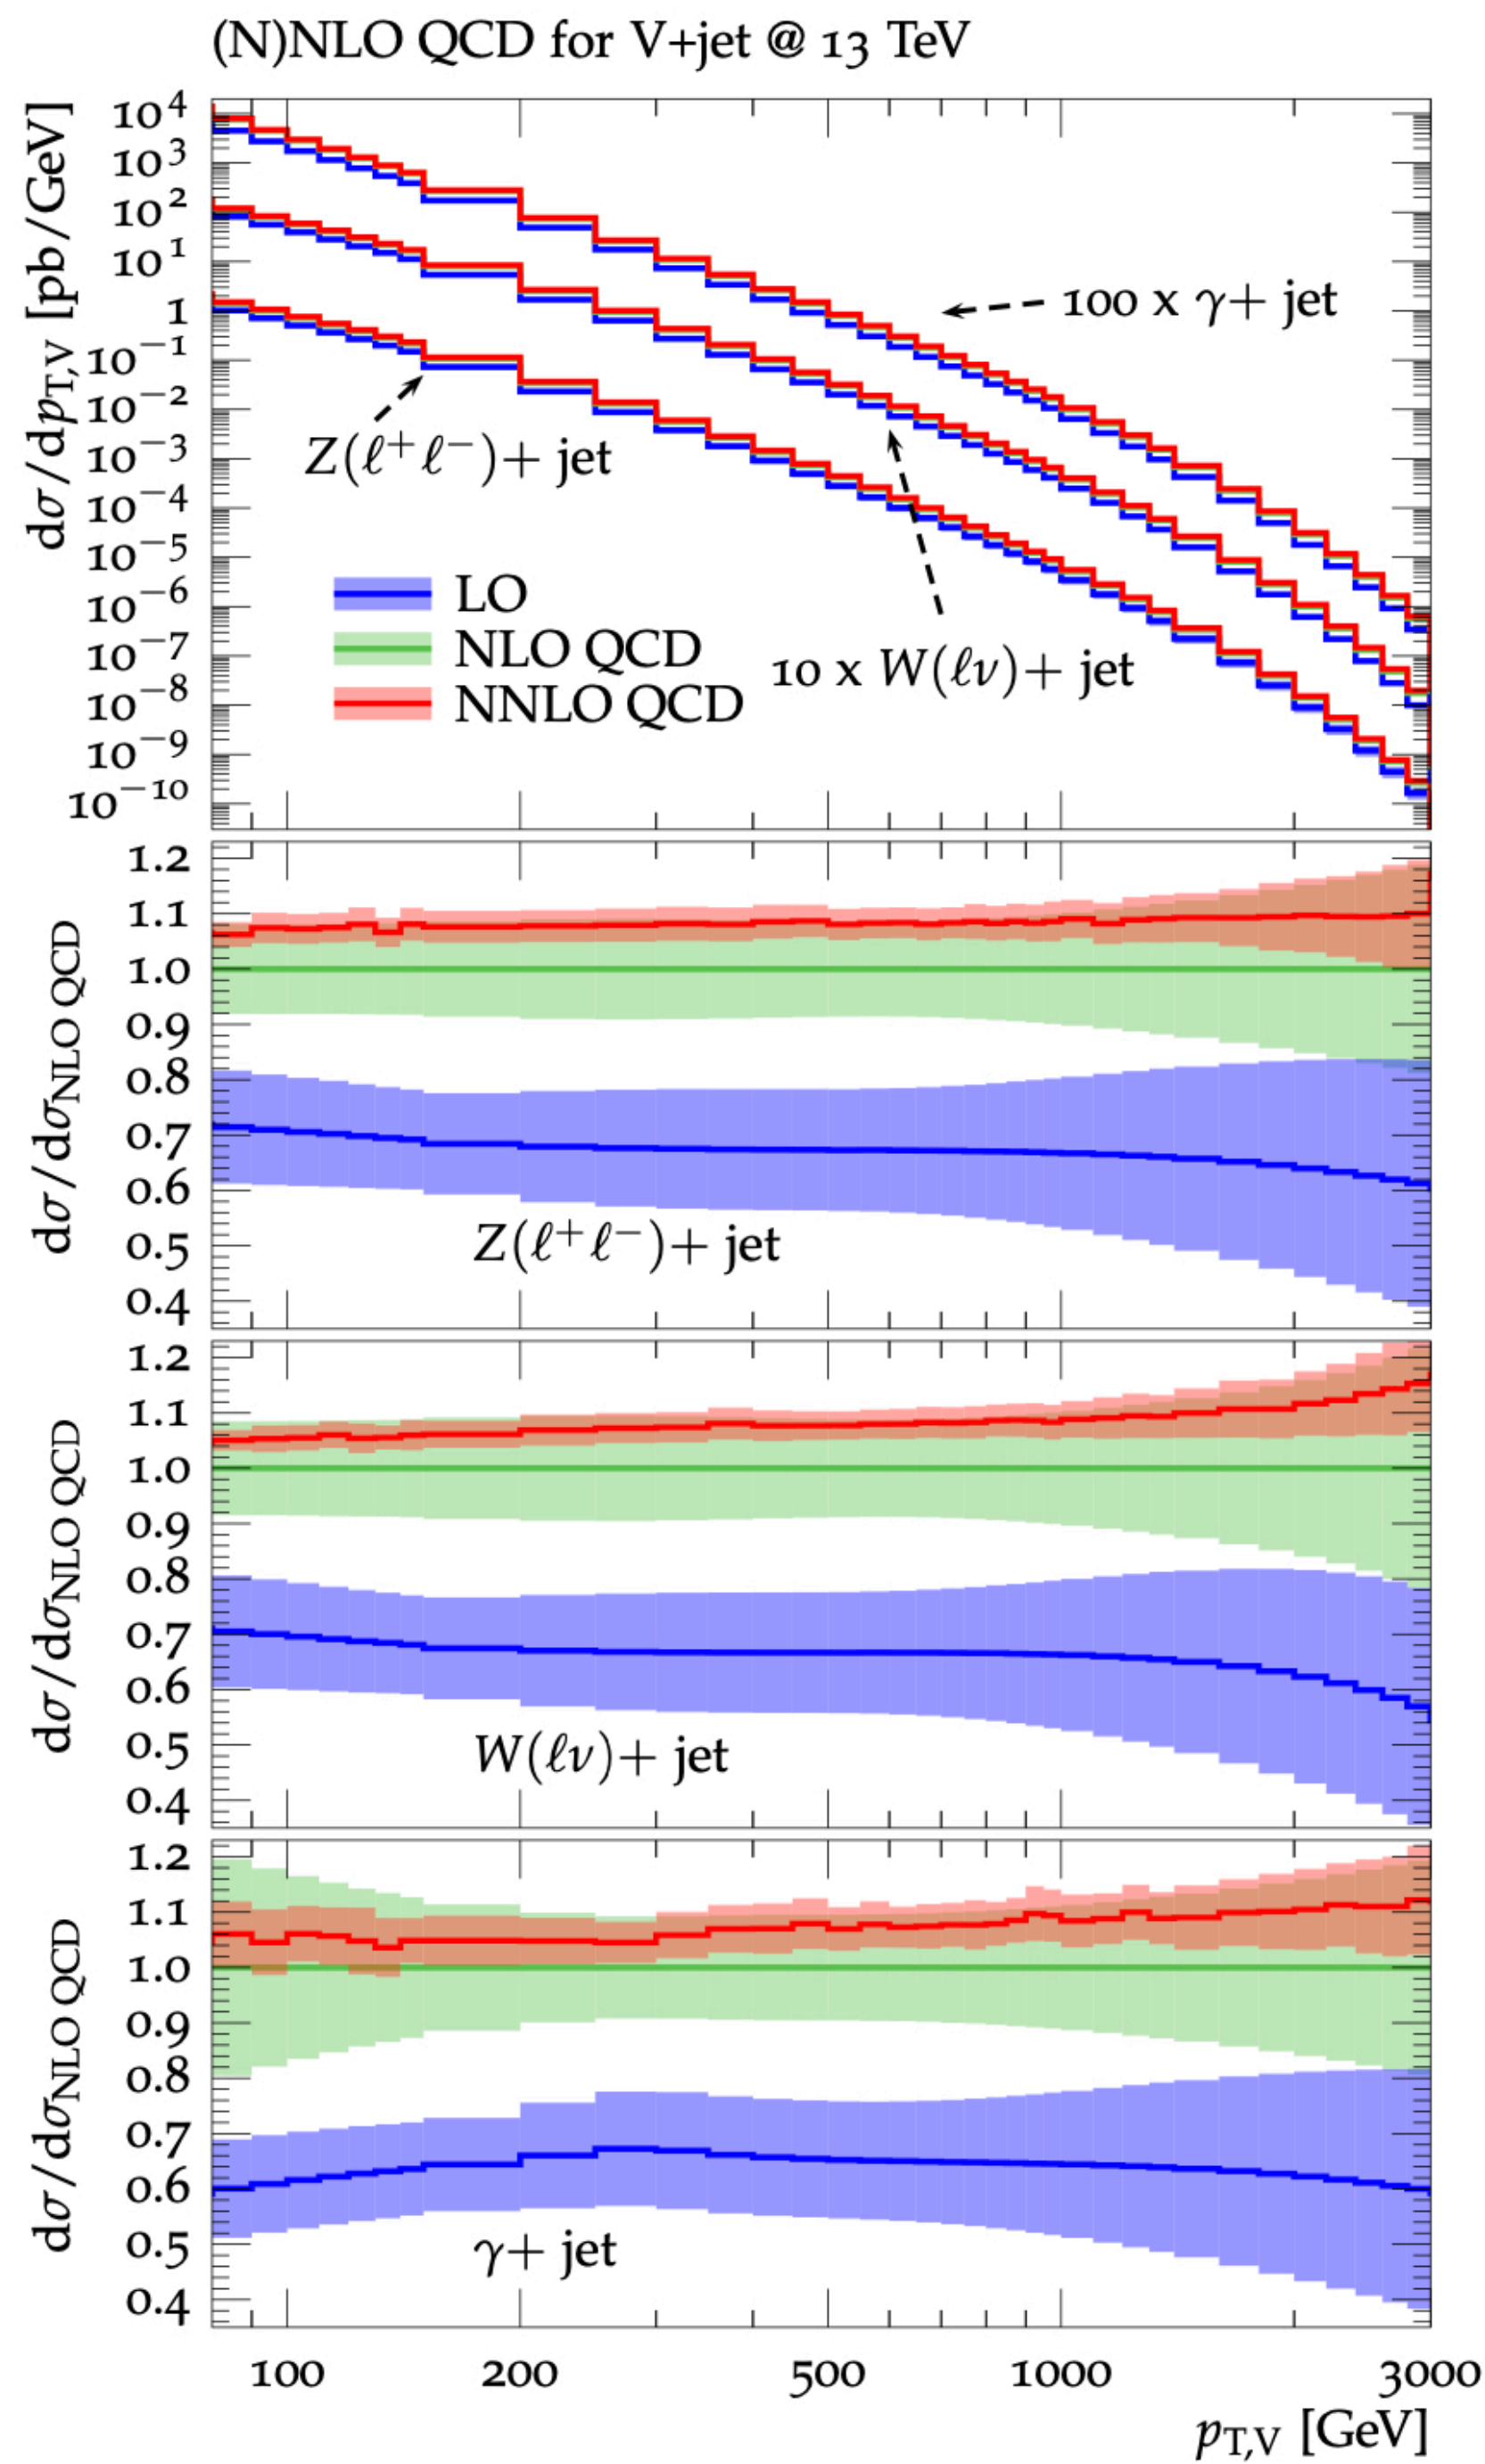 (N)NLO QCD for V+jet @ 13 TeV
dσ/dp_T,V [pb/GeV]
10^4
10^3
10^2
10^1
1
10^−1
10^−2
10^−3
10^−4
10^−5
10^−6
10^−7
10^−8
10^−9
10^−10
100 x γ+ jet
Z(ℓ+ℓ−)+ jet
10 x W(ℓν)+ jet
LO
NLO QCD
NNLO QCD
dσ/dσ_NLO QCD
1.2
1.1
1.0
0.9
0.8
0.7
0.6
0.5
0.4
Z(ℓ+ℓ−)+ jet
dσ/dσ_NLO QCD
1.2
1.1
1.0
0.9
0.8
0.7
0.6
0.5
0.4
W(ℓν)+ jet
dσ/dσ_NLO QCD
1.2
1.1
1.0
0.9
0.8
0.7
0.6
0.5
0.4
γ+ jet
100 200 500 1000 3000
p_T,V [GeV]